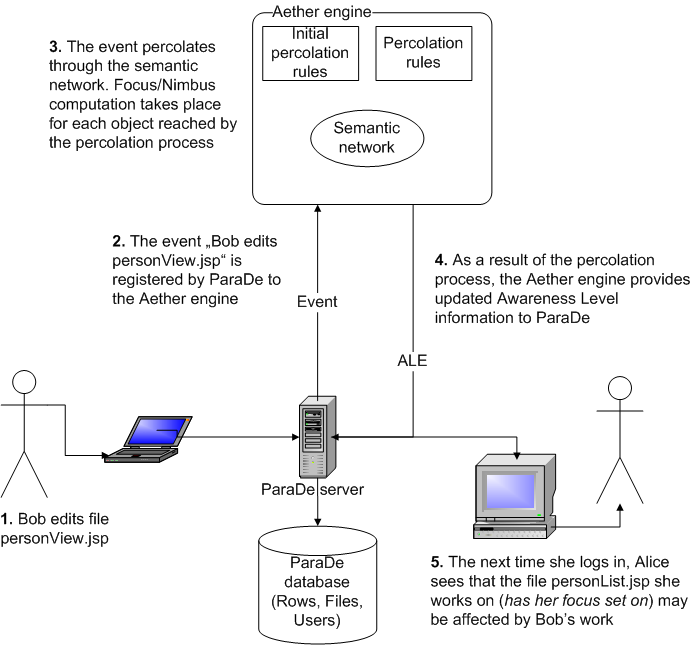 Aether engine
Initial
percolation
rules
Percolation
rules
Semantic
network
3. The event percolates
through the semantic
network. Focus/Nimbus
computation takes place
for each object reached by
the percolation process
2. The event „Bob edits
personView.jsp“ is
registered by ParaDe to
the Aether engine
Event
4. As a result of the percolation
process, the Aether engine provides
updated Awareness Level
information to ParaDe
ALE
ParaDe server
1. Bob edits file
personView.jsp
ParaDe
database
(Rows, Files,
Users)
5. The next time she logs in, Alice
sees that the file personList.jsp she
works on (has her focus set on) may
be affected by Bob's work